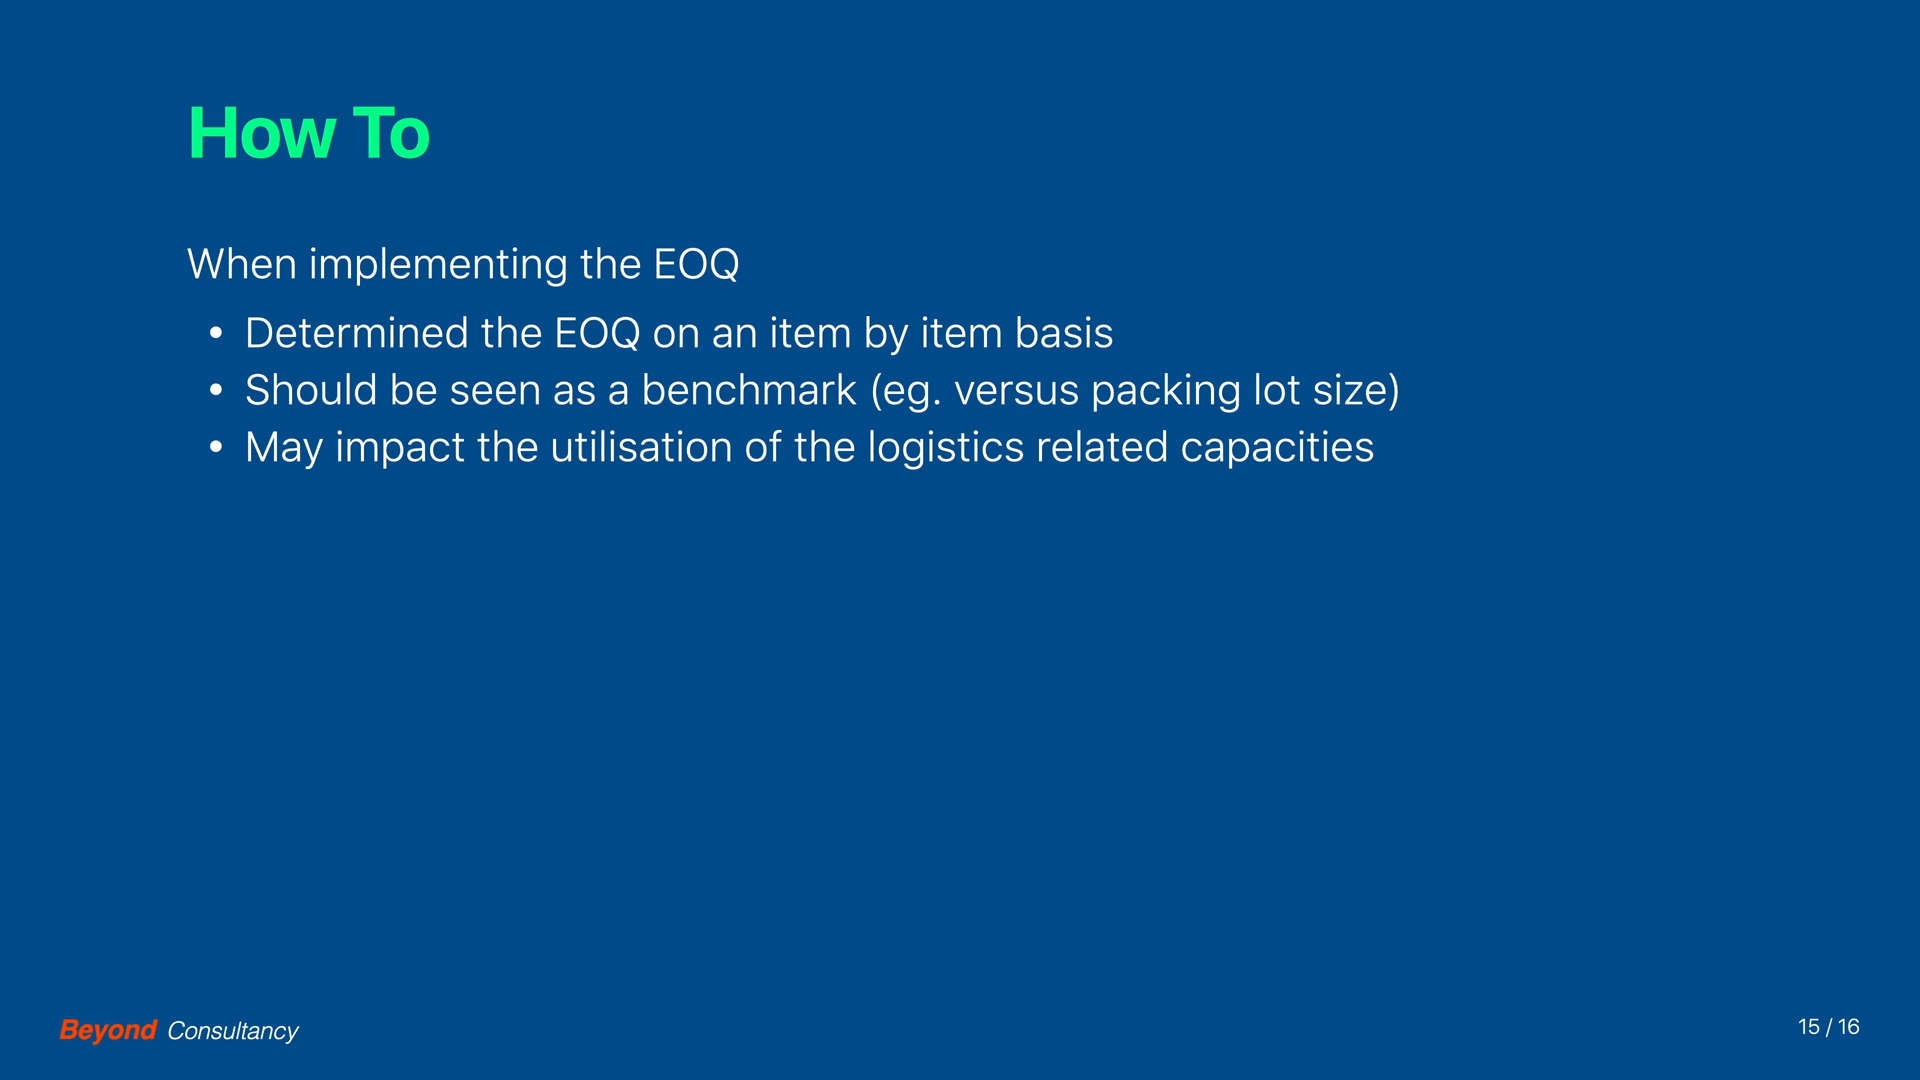 How To
When implementing the EOQ
• Determined the EOQ on an item by item basis
• Should be seen as a benchmark (eg. versus packing lot size)
• May impact the utilisation of the logistics related capacities
Beyond Consultancy
15 / 16